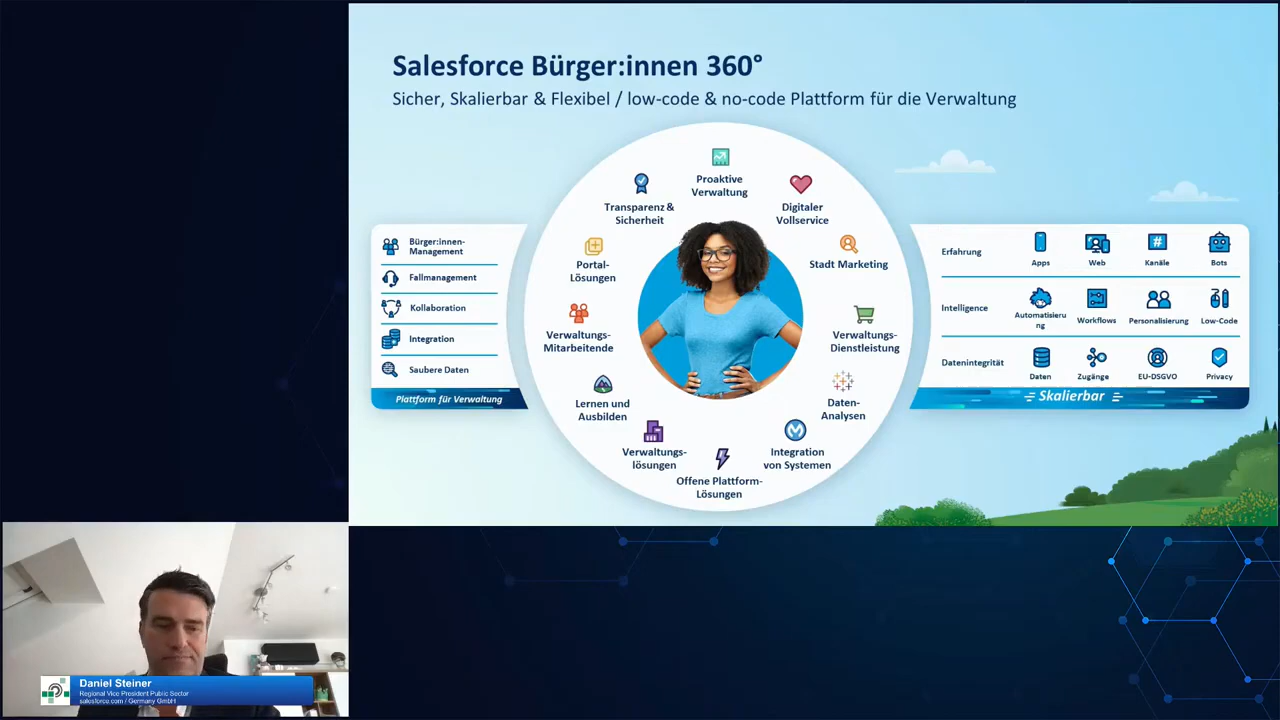 Salesforce Bürger:innen 360°
Sicher, Skalierbar & Flexibel / low-code & no-code Plattform für die Verwaltung
Bürger:innen-
Management
Fallmanagement
Kollaboration
Integration
Saubere Daten
Plattform für Verwaltung
Proaktive
Verwaltung
Digitaler
Vollservice
Stadt Marketing
Verwaltungs-
Dienstleistung
Daten-
Analysen
Integration
von Systemen
Offene Plattform-
Lösungen
Verwaltungs-
lösungen
Lernen und
Ausbilden
Verwaltungs-
Mitarbeitende
Portal-
Lösungen
Transparenz &
Sicherheit
Erfahrung
Apps
Web
Kanäle
Bots
Intelligence
Automatisieru
ng
Workflows
Personalisierung
Low-Code
Datenintegrität
Daten
Zugänge
EU-DSGVO
Privacy
Skalierbar
Daniel Steiner
Regional Vice President Public Sector
salesforce.com / Germany GmbH